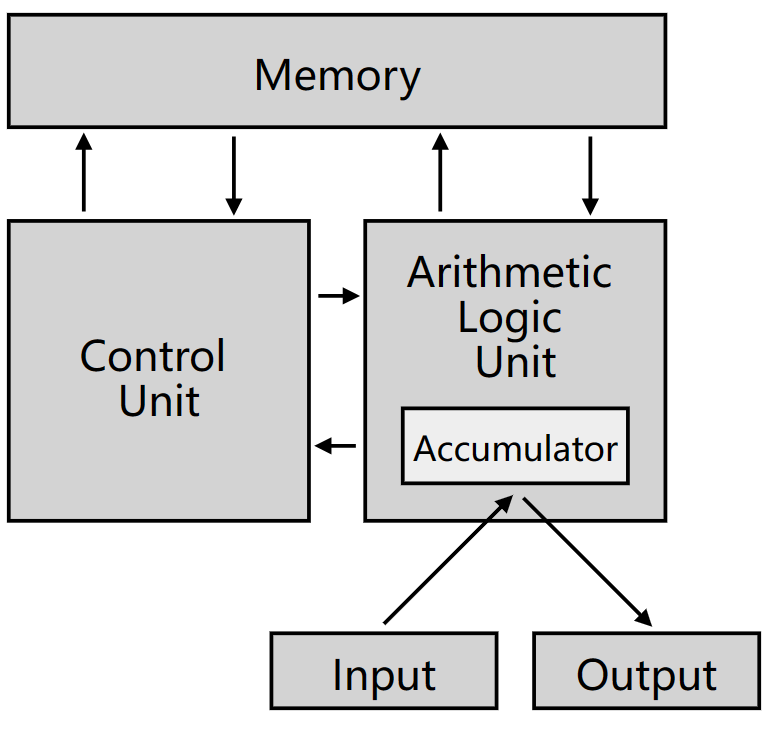 Memory
Control
Unit
Arithmetic
Logic
Unit
Accumulator
Input
Output